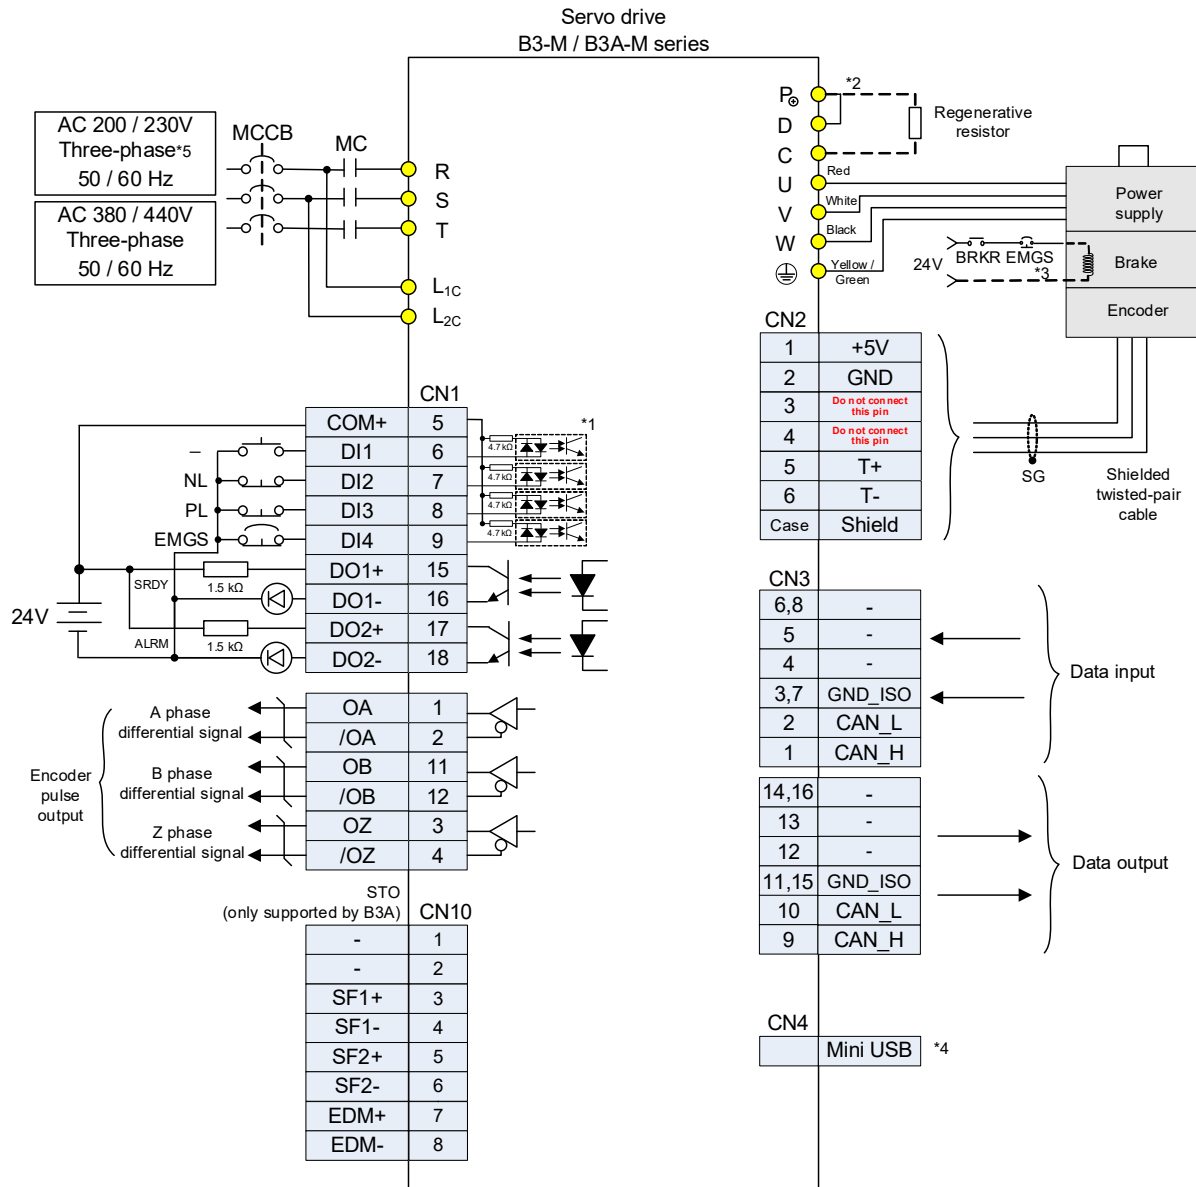 Servo drive
B3-M / B3A-M series
AC 200 / 230V
Three-phase*5
50 / 60 Hz
AC 380 / 440V
Three-phase
50 / 60 Hz
MCCB
MC
R
S
T
L1C
L2C
P⊕
*2
D
C
Regenerative
resistor
U
Red
V
White
W
Black
Yellow /
Green
Power
supply
24V
BRKR EMGS
*3
Brake
Encoder
CN1
COM+ 5
– DI1 6
NL DI2 7
PL DI3 8
EMGS DI4 9
*1
4.7 kΩ
4.7 kΩ
4.7 kΩ
4.7 kΩ
DO1+ 15
SRDY
1.5 kΩ
DO1- 16
24V
DO2+ 17
ALRM
1.5 kΩ
DO2- 18
Encoder
pulse
output
A phase
differential signal
OA 1
/OA 2
B phase
differential signal
OB 11
/OB 12
Z phase
differential signal
OZ 3
/OZ 4
STO
(only supported by B3A)
CN10
- 1
- 2
SF1+ 3
SF1- 4
SF2+ 5
SF2- 6
EDM+ 7
EDM- 8
CN2
1 +5V
2 GND
3 Do not connect
this pin
4 Do not connect
this pin
5 T+
6 T-
Case Shield
SG
Shielded
twisted-pair
cable
CN3
6,8 -
5 -
4 -
3,7 GND_ISO
2 CAN_L
1 CAN_H
Data input
14,16 -
13 -
12 -
11,15 GND_ISO
10 CAN_L
9 CAN_H
Data output
CN4
Mini USB *4